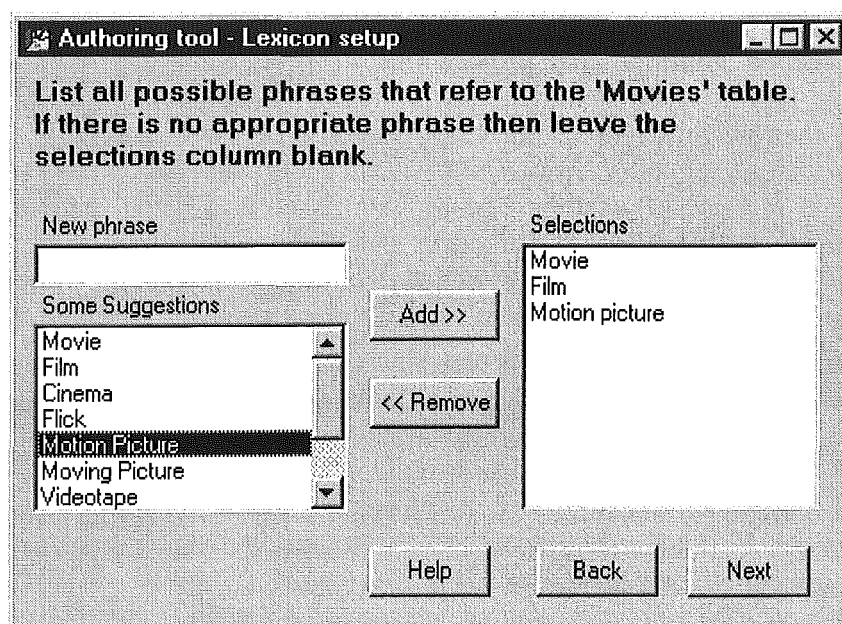 Authoring tool - Lexicon setup
List all possible phrases that refer to the 'Movies' table.
If there is no appropriate phrase then leave the
selections column blank.
New phrase
Some Suggestions
Movie
Film
Cinema
Flick
Motion Picture
Moving Picture
Videotape
Add >>
<< Remove
Selections
Movie
Film
Motion picture
Help
Back
Next